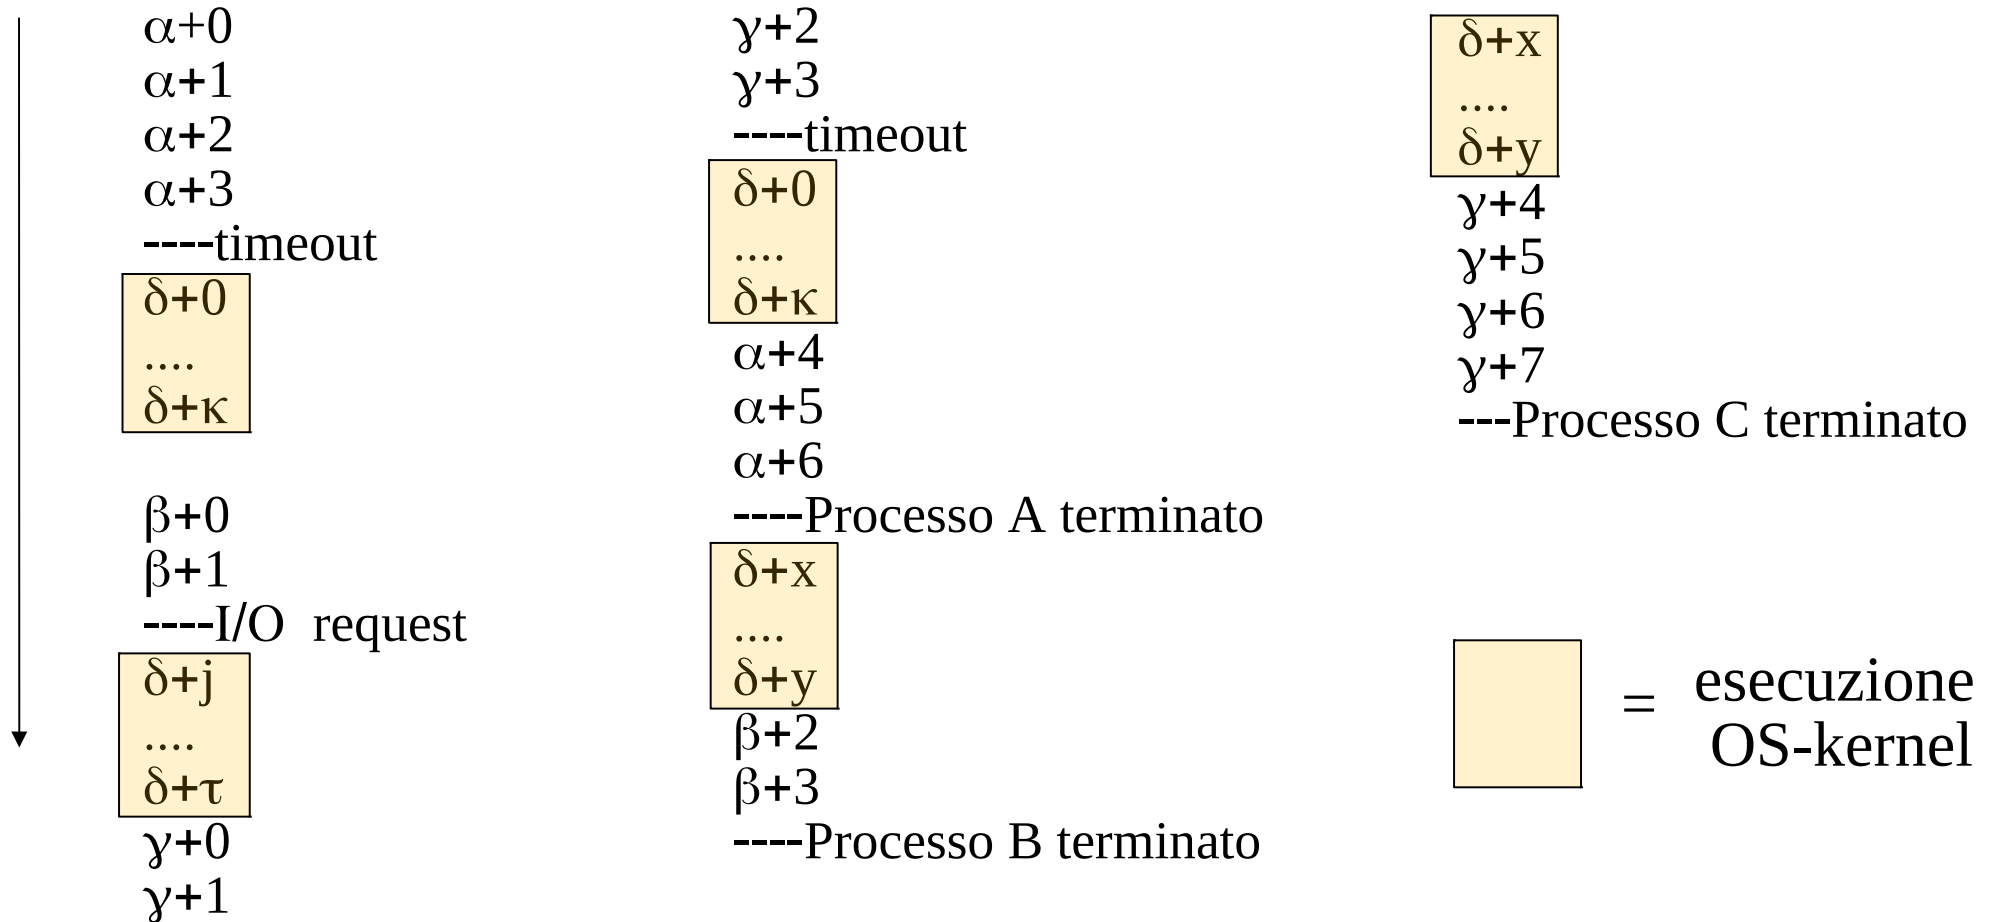 α+0
α+1
α+2
α+3
----timeout
δ+0
....
δ+κ
β+0
β+1
----I/O request
δ+j
....
δ+τ
γ+0
γ+1
γ+2
γ+3
----timeout
δ+0
....
δ+κ
α+4
α+5
α+6
----Processo A terminato
δ+x
....
δ+y
β+2
β+3
----Processo B terminato
δ+x
....
δ+y
γ+4
γ+5
γ+6
γ+7
---Processo C terminato
= esecuzione
OS-kernel